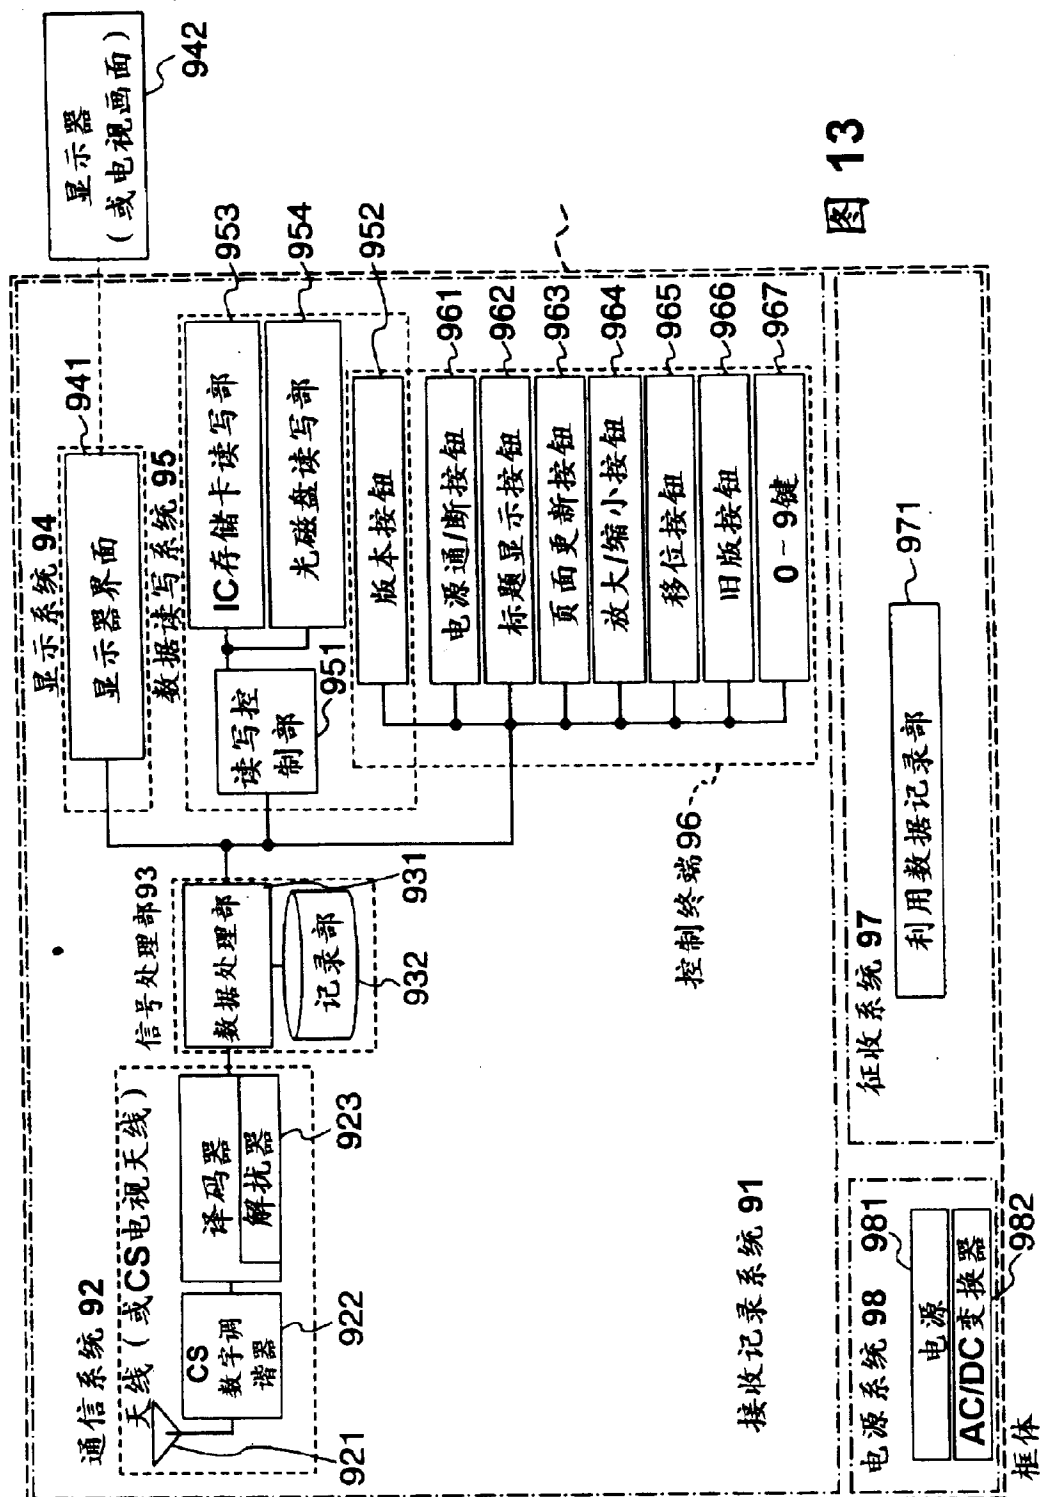 显示器
(或电视画面)
942
显示系统 94
941
显示器界面
数据读写系统 95
953
IC存储卡读写部
954
光磁盘读写部
读写控
制部
951
952
版本按钮
961
电源通/断按钮
962
标题显示按钮
963
页面更新按钮
964
放大/缩小按钮
965
移位按钮
966
旧版按钮
967
0~9键
控制终端 96
信号处理部93
931
数据处理部
记录部
932
通信系统 92
天线(或CS电视天线)
921
CS
数字调
谐器
922
译码器
解扰器
923
接收记录系统 91
征收系统 97
971
利用数据记录部
电源系统 98
981
电源
AC/DC变换器
982
框体
图 13